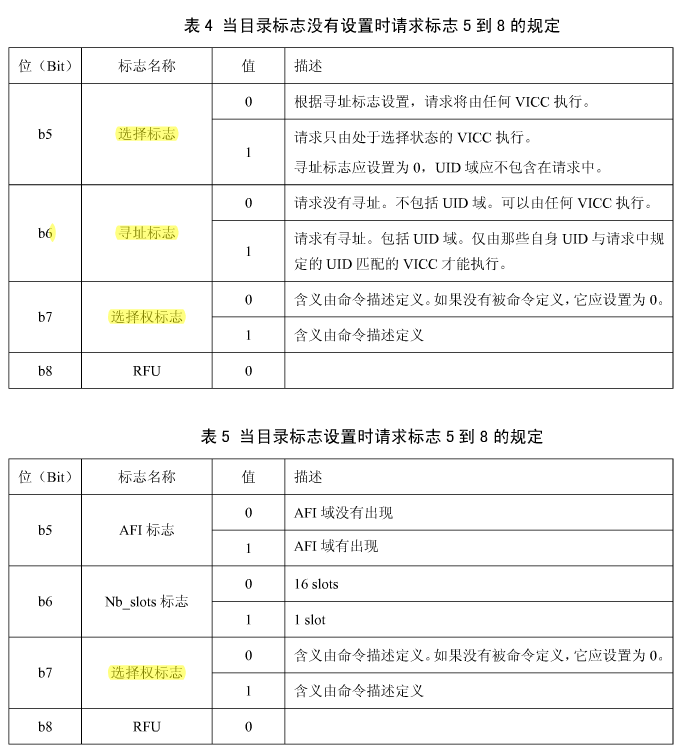 表 4 当目录标志没有设置时请求标志 5 到 8 的规定
位（Bit） 标志名称 值 描述
b5 选择标志 0 根据寻址标志设置，请求将由任何 VICC 执行。
1 请求只由处于选择状态的 VICC 执行。
寻址标志应设置为 0，UID 域应不包含在请求中。
b6 寻址标志 0 请求没有寻址。不包括 UID 域。可以由任何 VICC 执行。
1 请求有寻址。包括 UID 域。仅由那些自身 UID 与请求中规
定的 UID 匹配的 VICC 才能执行。
b7 选择权标志 0 含义由命令描述定义。如果没有被命令定义，它应设置为 0。
1 含义由命令描述定义
b8 RFU 0
表 5 当目录标志设置时请求标志 5 到 8 的规定
位（Bit） 标志名称 值 描述
b5 AFI 标志 0 AFI 域没有出现
1 AFI 域有出现
b6 Nb_slots 标志 0 16 slots
1 1 slot
b7 选择权标志 0 含义由命令描述定义。如果没有被命令定义，它应设置为 0。
1 含义由命令描述定义
b8 RFU 0